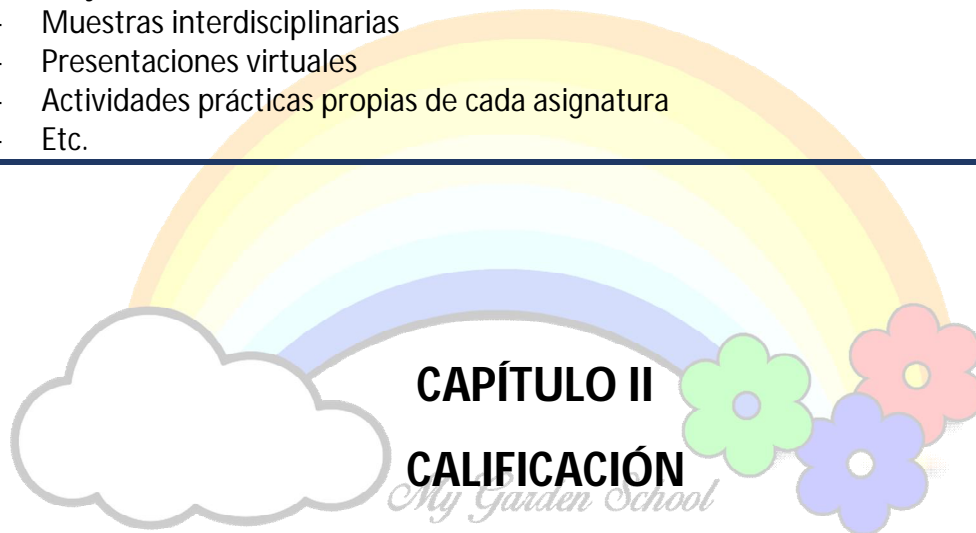 - Muestras interdisciplinarias
- Presentaciones virtuales
- Actividades prácticas propias de cada asignatura
- Etc.
CAPÍTULO II
CALIFICACIÓN
My Garden School